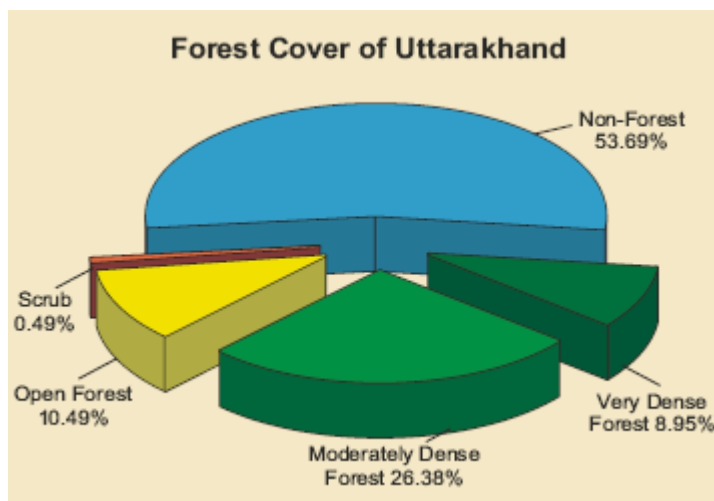 Forest Cover of Uttarakhand
Non-Forest
53.69%
Scrub
0.49%
Open Forest
10.49%
Moderately Dense
Forest 26.38%
Very Dense
Forest 8.95%